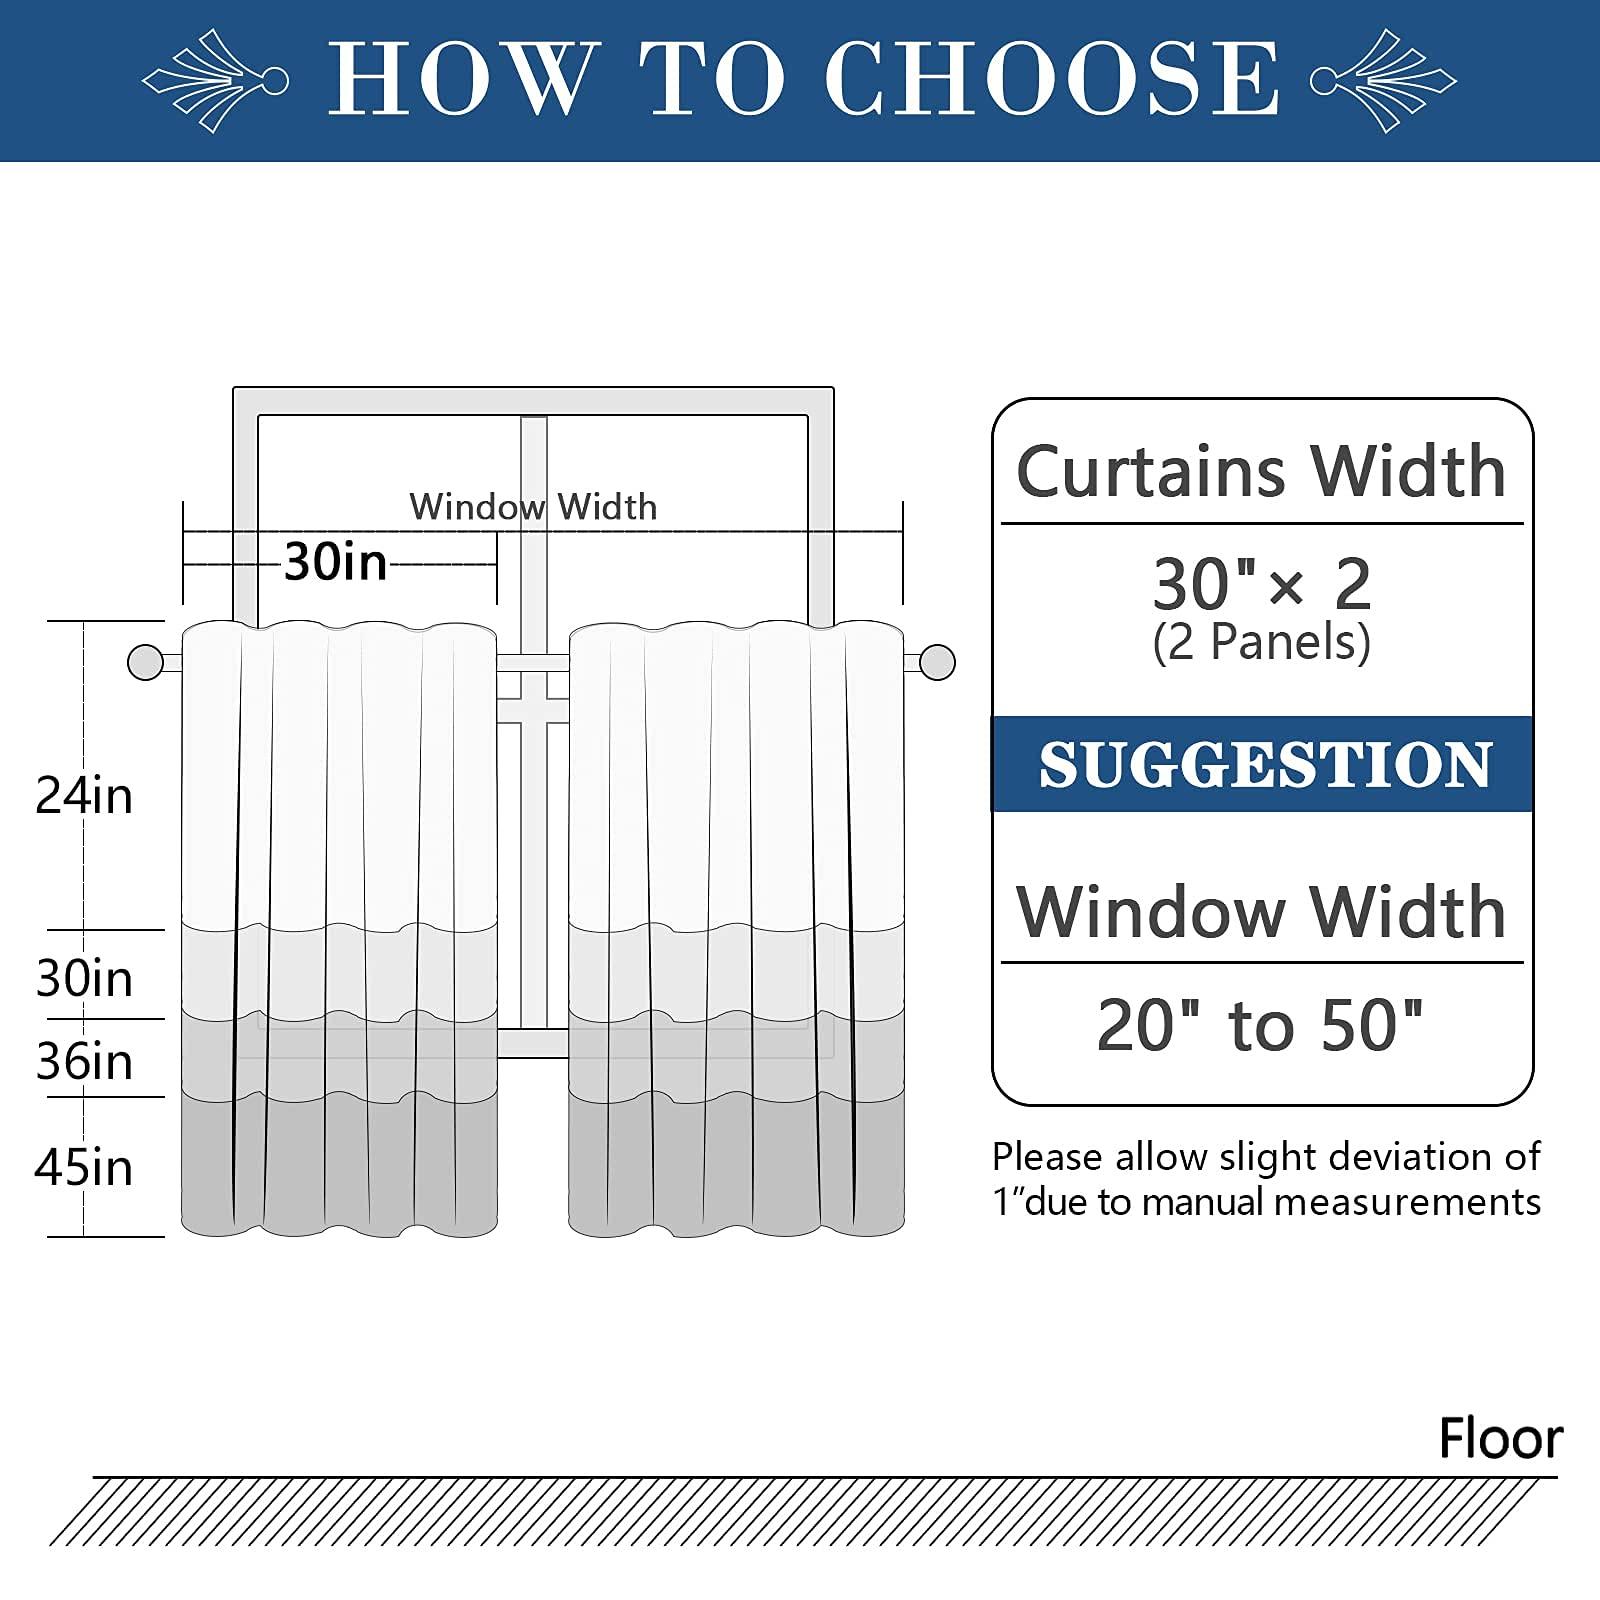 HOW TO CHOOSE
Window Width
30in
24in
30in
36in
45in
Curtains Width
30"× 2
(2 Panels)
SUGGESTION
Window Width
20" to 50"
Please allow slight deviation of
1”due to manual measurements
Floor